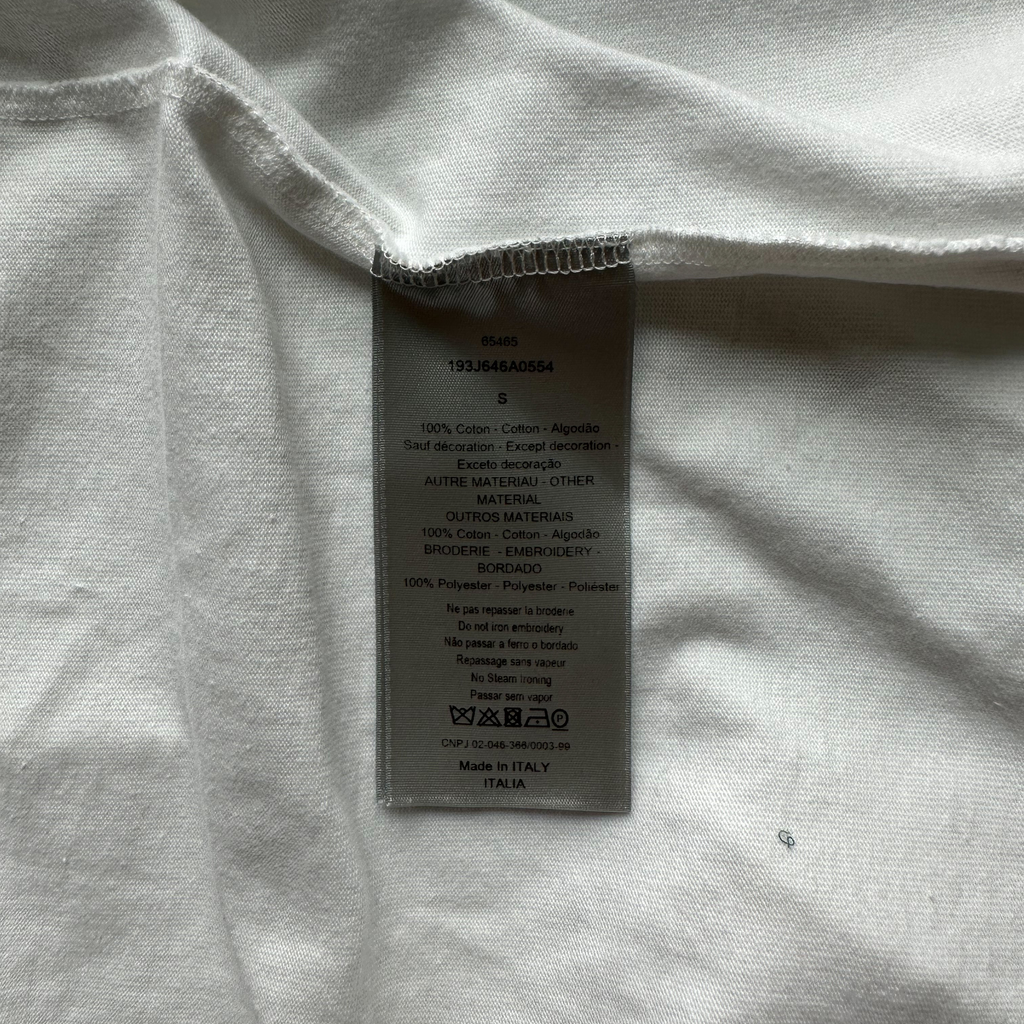 65465
193J646A0554
S
100% Coton - Cotton - Algodão
Sauf décoration - Except decoration -
Exceto decoração
AUTRE MATERIAU - OTHER
MATERIAL
OUTROS MATERIAIS
100% Coton - Cotton - Algodão
BRODERIE - EMBROIDERY -
BORDADO
100% Polyester - Polyester - Poliéster
Ne pas repasser la broderie
Do not iron embroidery
Não passar a ferro o bordado
Repassage sans vapeur
No Steam Ironing
Passar sem vapor
P
CNPJ 02-046-366/0003-99
Made In ITALY
ITALIA